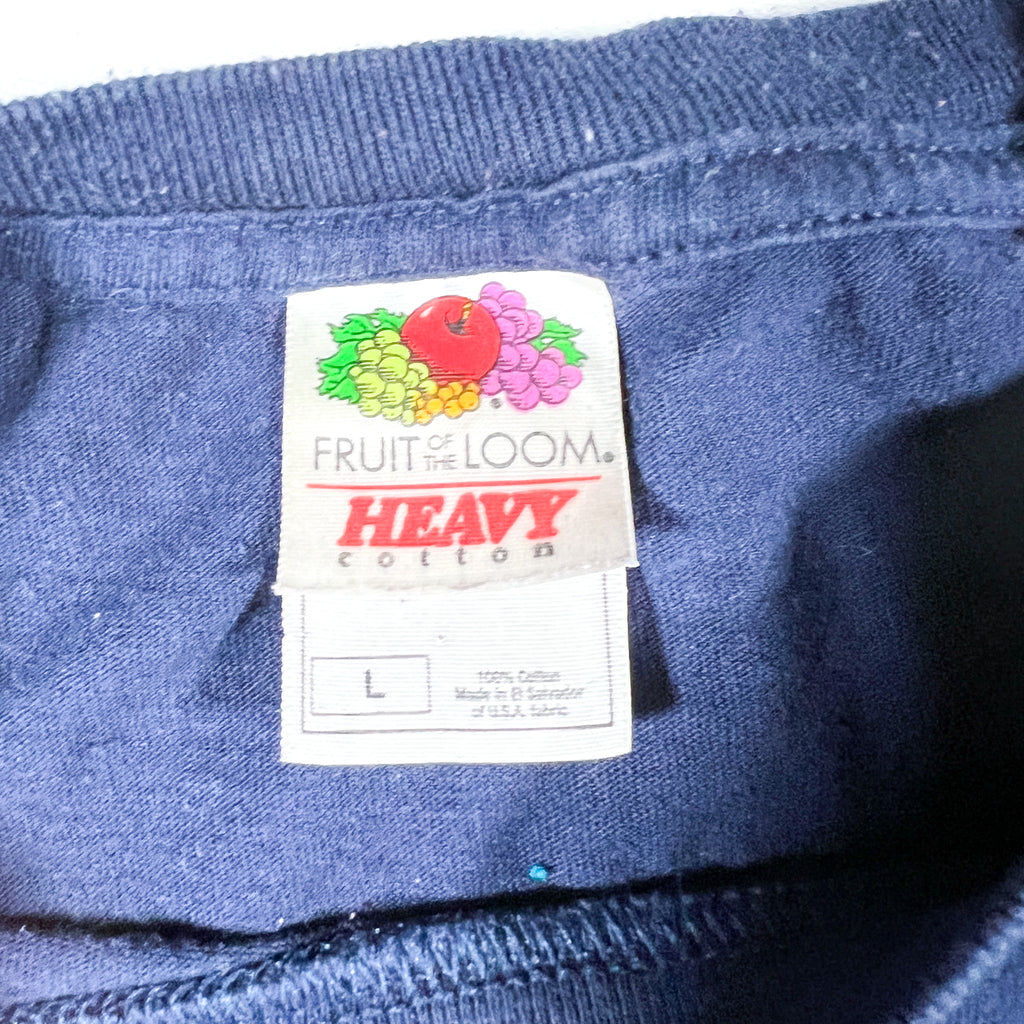 FRUIT OF THE LOOM®
HEAVY
cotton
L
100% Cotton
Made in El Salvador
of U.S.A. fabric